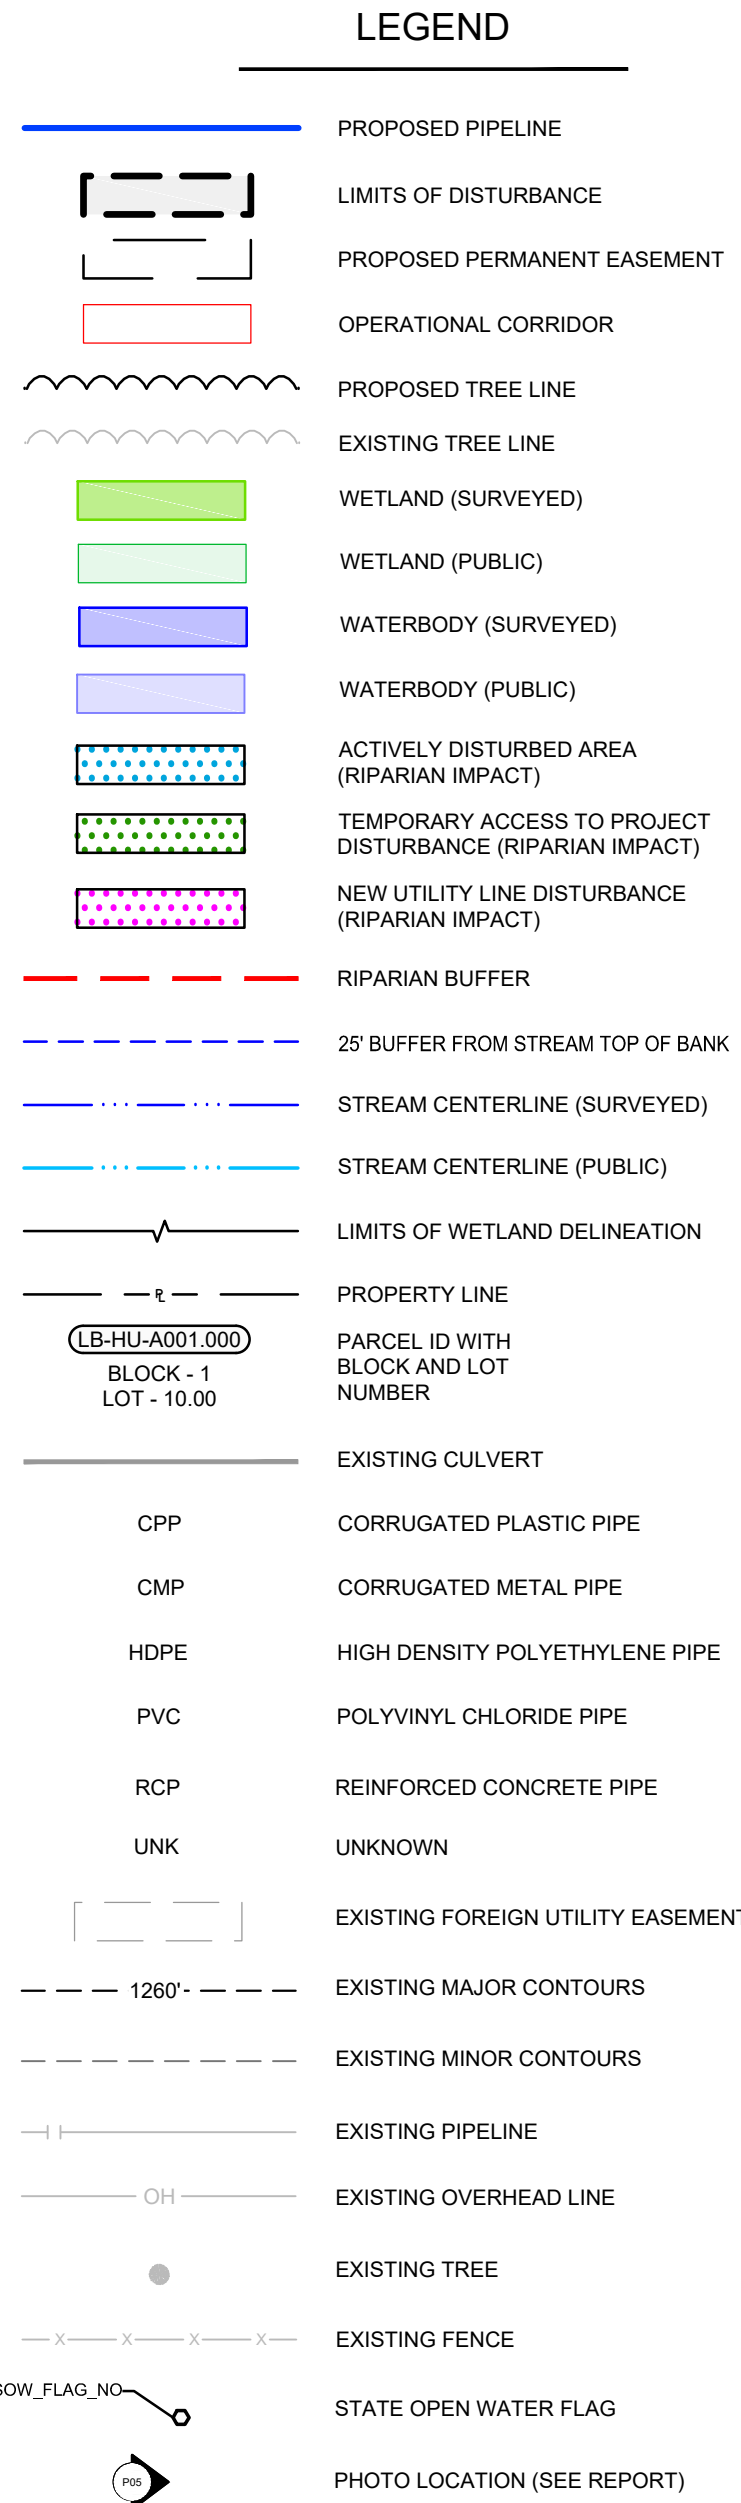 LEGEND
PROPOSED PIPELINE
LIMITS OF DISTURBANCE
PROPOSED PERMANENT EASEMENT
OPERATIONAL CORRIDOR
PROPOSED TREE LINE
EXISTING TREE LINE
WETLAND (SURVEYED)
WETLAND (PUBLIC)
WATERBODY (SURVEYED)
WATERBODY (PUBLIC)
ACTIVELY DISTURBED AREA
(RIPARIAN IMPACT)
TEMPORARY ACCESS TO PROJECT
DISTURBANCE (RIPARIAN IMPACT)
NEW UTILITY LINE DISTURBANCE
(RIPARIAN IMPACT)
RIPARIAN BUFFER
25' BUFFER FROM STREAM TOP OF BANK
STREAM CENTERLINE (SURVEYED)
STREAM CENTERLINE (PUBLIC)
LIMITS OF WETLAND DELINEATION
PL PROPERTY LINE
LB-HU-A001.000
BLOCK - 1
LOT - 10.00
PARCEL ID WITH
BLOCK AND LOT
NUMBER
EXISTING CULVERT
CPP CORRUGATED PLASTIC PIPE
CMP CORRUGATED METAL PIPE
HDPE HIGH DENSITY POLYETHYLENE PIPE
PVC POLYVINYL CHLORIDE PIPE
RCP REINFORCED CONCRETE PIPE
UNK UNKNOWN
EXISTING FOREIGN UTILITY EASEMENT
1260' EXISTING MAJOR CONTOURS
EXISTING MINOR CONTOURS
EXISTING PIPELINE
OH EXISTING OVERHEAD LINE
EXISTING TREE
X X X X EXISTING FENCE
SOW_FLAG_NO STATE OPEN WATER FLAG
P05 PHOTO LOCATION (SEE REPORT)